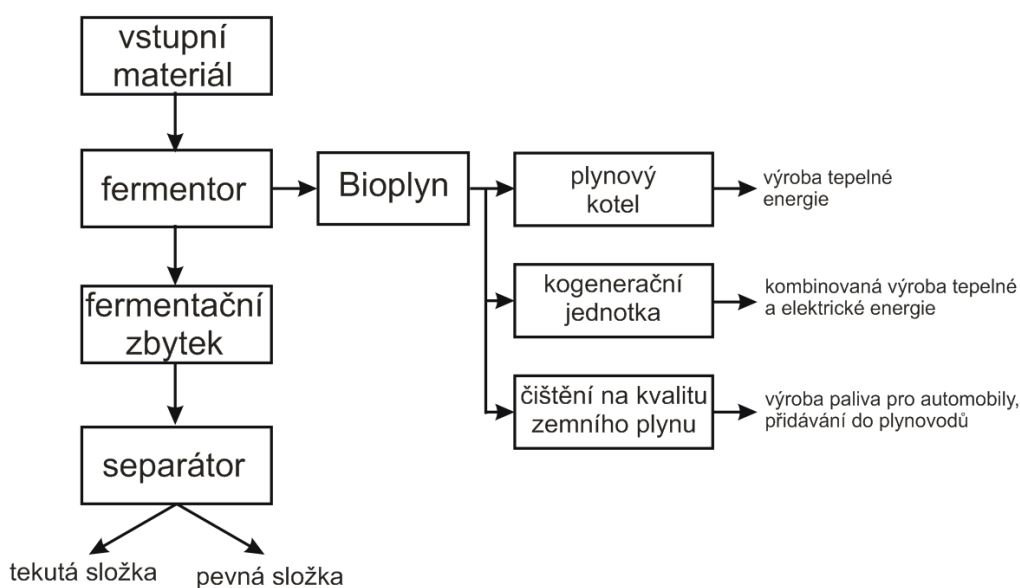 vstupní
materiál
fermentor
Bioplyn
plynový
kotel
výroba tepelné
energie
fermentační
zbytek
kogenerační
jednotka
kombinovaná výroba tepelné
a elektrické energie
čištění na kvalitu
zemního plynu
výroba paliva pro automobily,
přidávání do plynovodů
separátor
tekutá složka
pevná složka